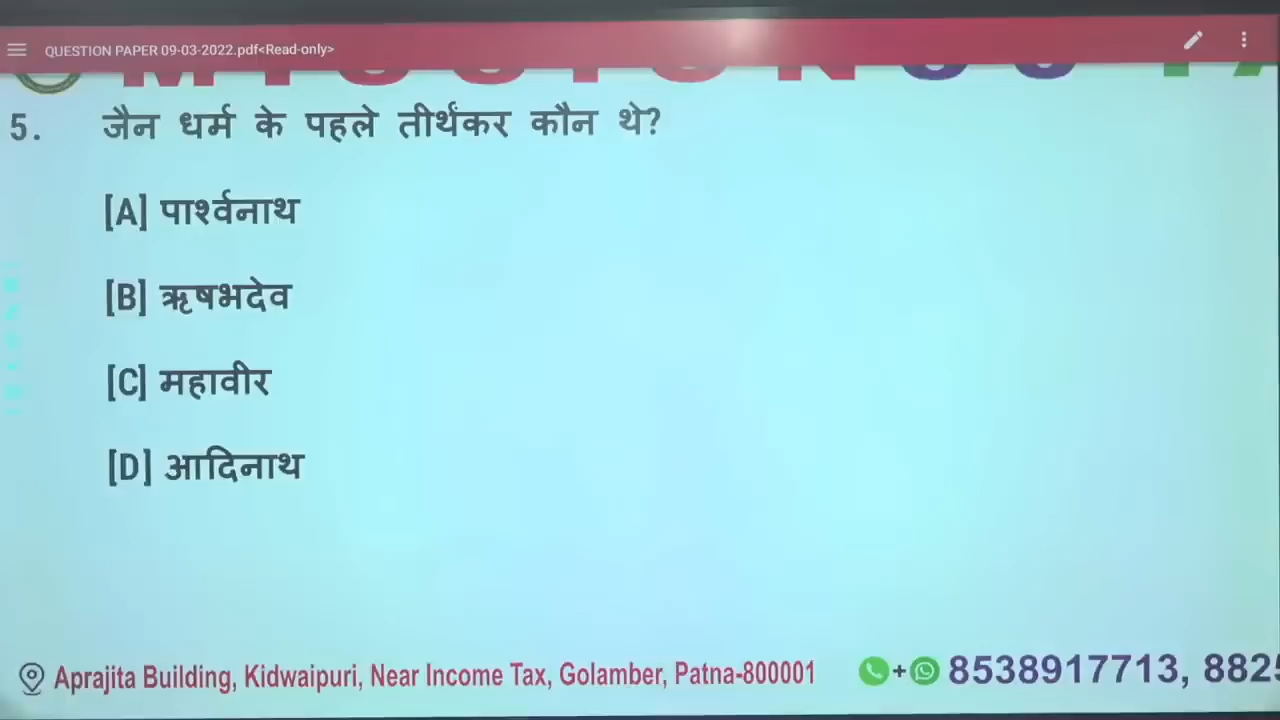 QUESTION PAPER 09-03-2022.pdf<Read-only>
5. जैन धर्म के पहले तीर्थंकर कौन थे?
[A] पार्श्वनाथ
[B] ऋषभदेव
[C] महावीर
[D] आदिनाथ
Aprajita Building, Kidwaipuri, Near Income Tax, Golamber, Patna-800001 + 8538917713, 8825